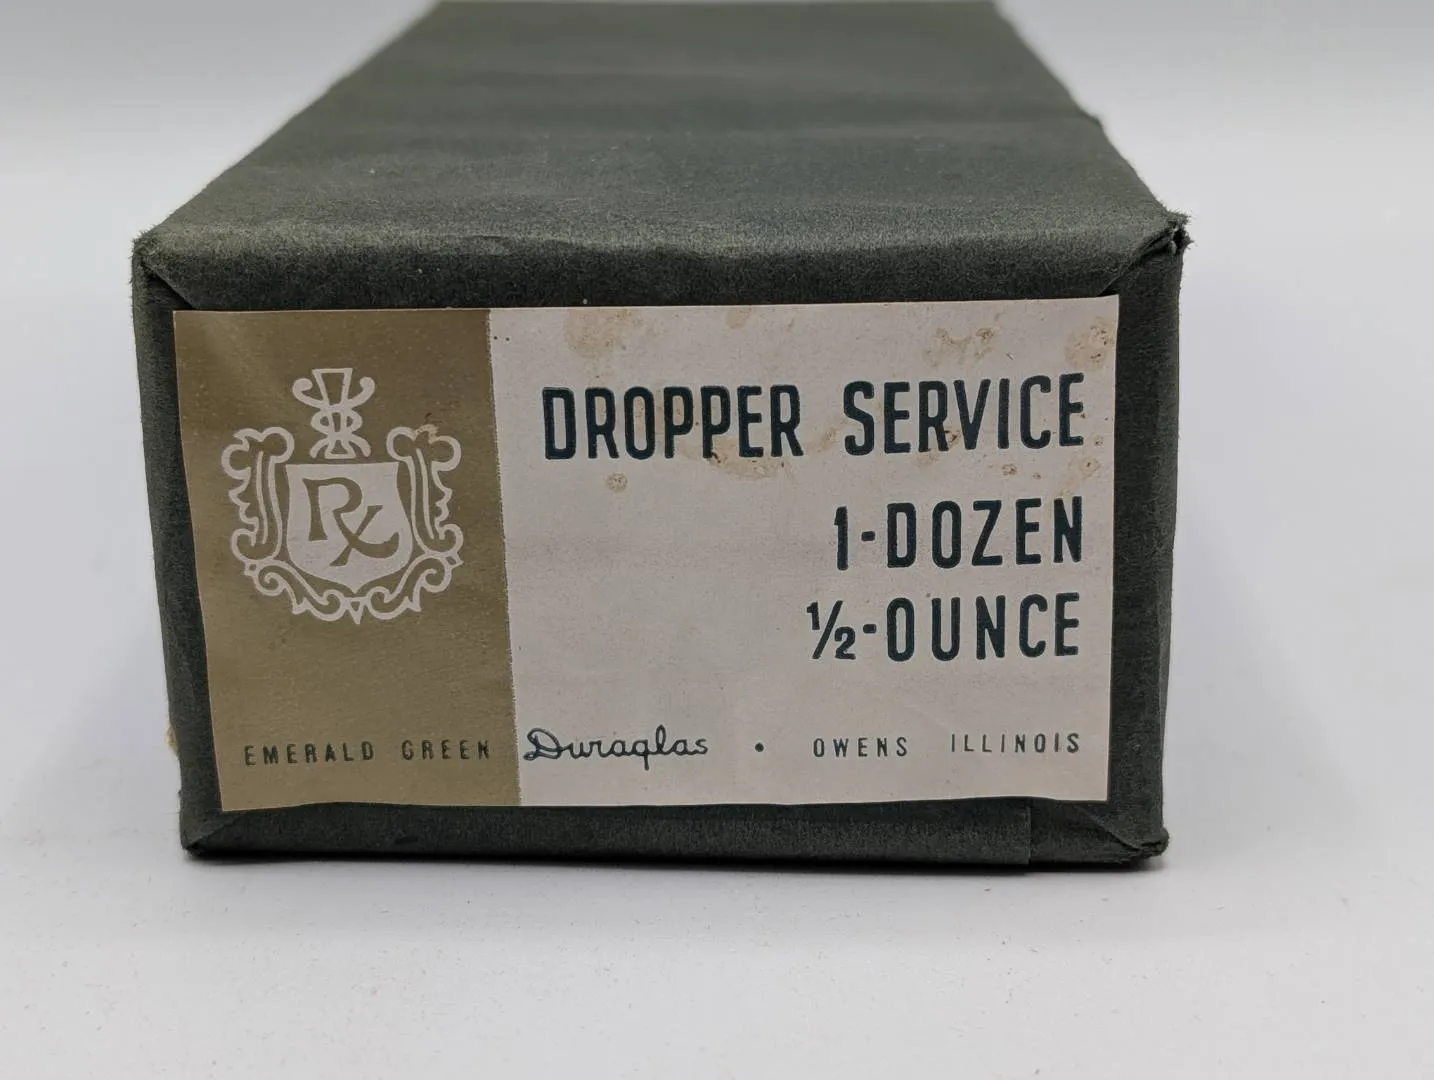 Rx
DROPPER SERVICE
1-DOZEN
½-OUNCE
EMERALD GREEN Duraglas • OWENS ILLINOIS